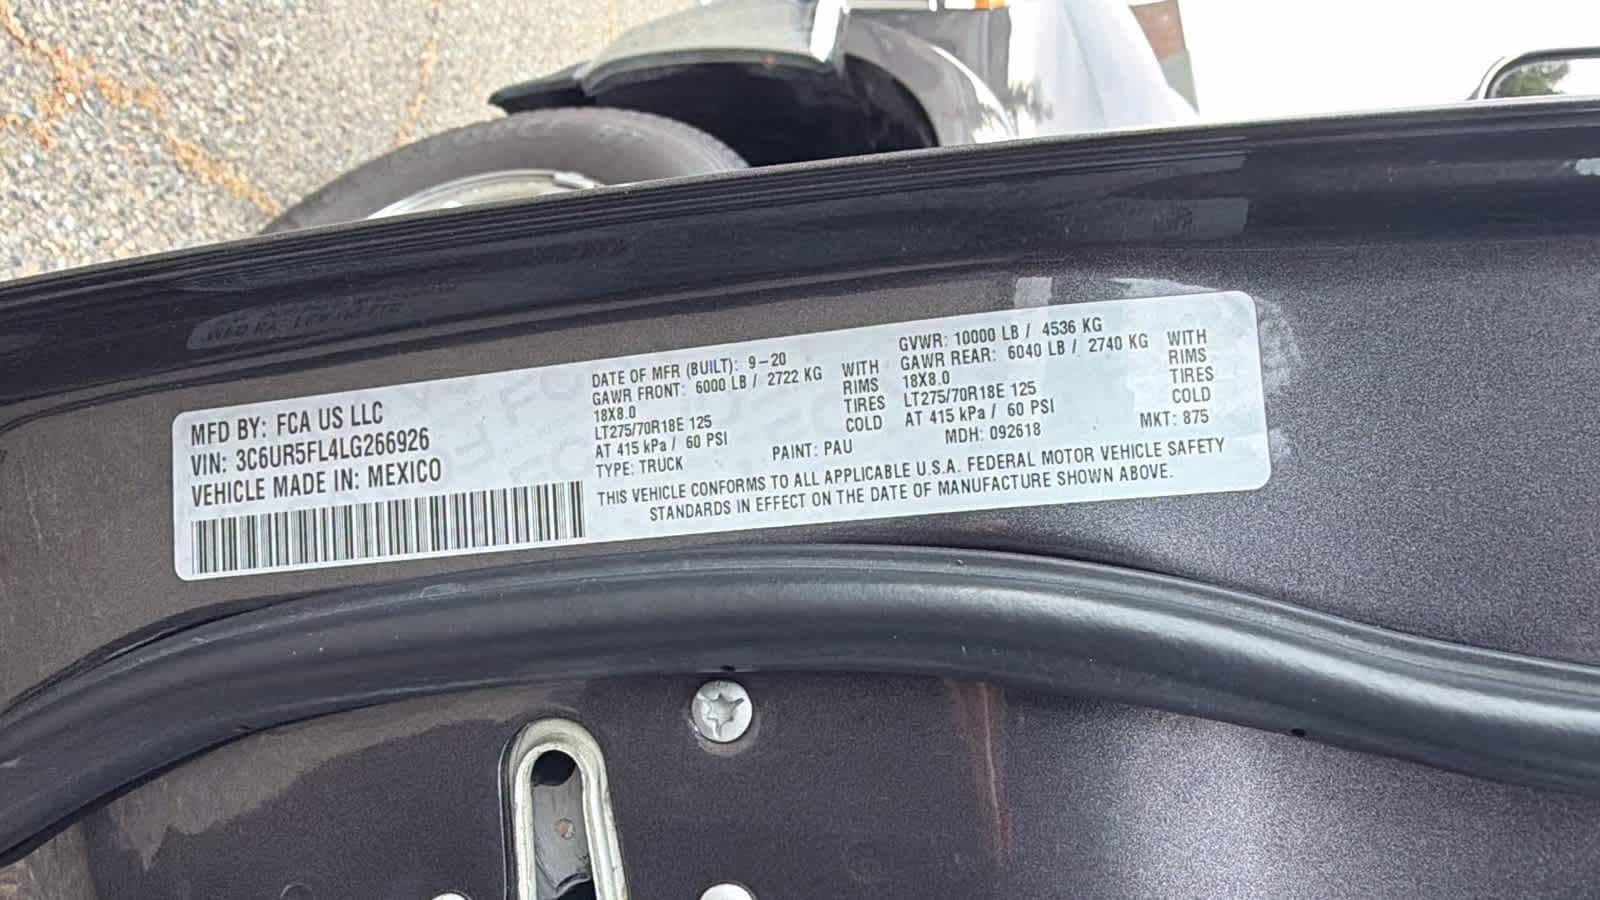 MFD BY: FCA US LLC
VIN: 3C6UR5FL4LG266926
VEHICLE MADE IN: MEXICO
DATE OF MFR (BUILT): 9-20
GAWR FRONT: 6000 LB / 2722 KG
18X8.0
LT275/70R18E 125
AT 415 kPa / 60 PSI
TYPE: TRUCK
WITH
RIMS
TIRES
COLD
PAINT: PAU
GVWR: 10000 LB / 4536 KG
GAWR REAR: 6040 LB / 2740 KG
18X8.0
LT275/70R18E 125
AT 415 kPa / 60 PSI
MDH: 092618
WITH
RIMS
TIRES
COLD
MKT: 875
THIS VEHICLE CONFORMS TO ALL APPLICABLE U.S.A. FEDERAL MOTOR VEHICLE SAFETY
STANDARDS IN EFFECT ON THE DATE OF MANUFACTURE SHOWN ABOVE.